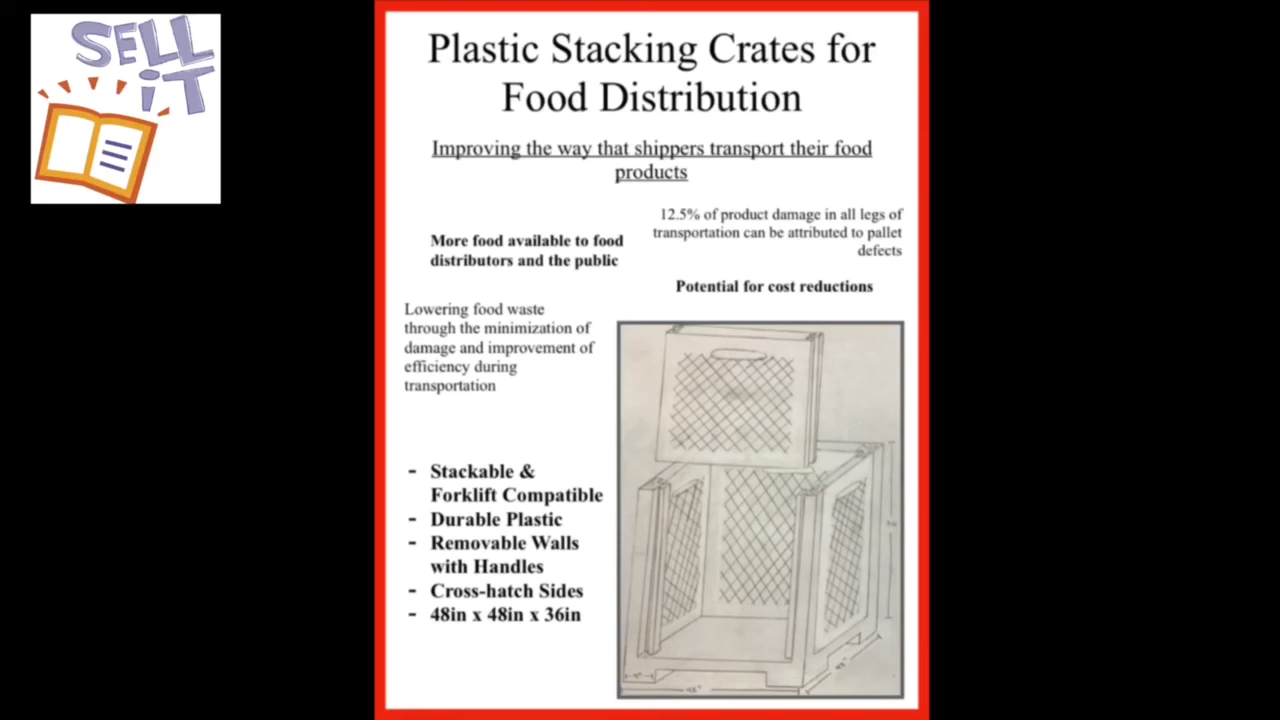 SELL
iT
Plastic Stacking Crates for
Food Distribution
Improving the way that shippers transport their food
products
12.5% of product damage in all legs of
transportation can be attributed to pallet
defects
More food available to food
distributors and the public
Potential for cost reductions
Lowering food waste
through the minimization of
damage and improvement of
efficiency during
transportation
- Stackable &
Forklift Compatible
- Durable Plastic
- Removable Walls
with Handles
- Cross-hatch Sides
- 48in x 48in x 36in